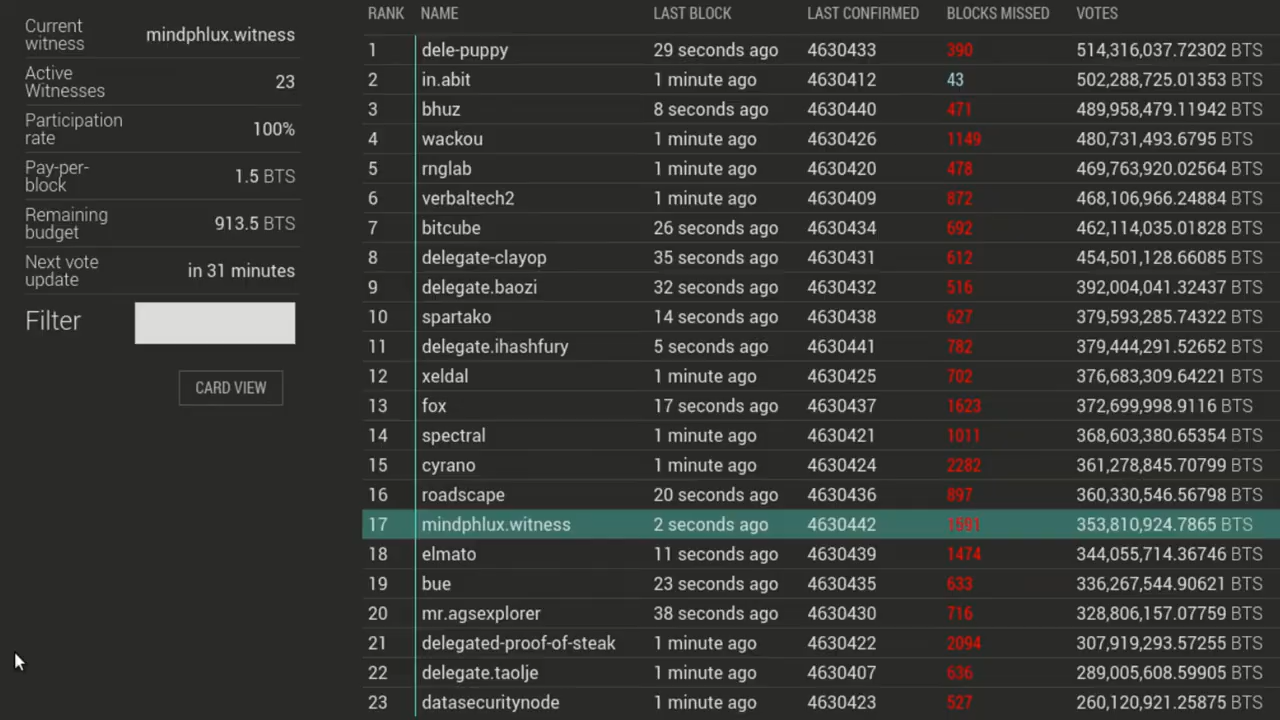 Current witness mindphlux.witness
Active Witnesses 23
Participation rate 100%
Pay-per-block 1.5 BTS
Remaining budget 913.5 BTS
Next vote update in 31 minutes
Filter
CARD VIEW
RANK NAME LAST BLOCK LAST CONFIRMED BLOCKS MISSED VOTES
1 dele-puppy 29 seconds ago 4630433 390 514,316,037.72302 BTS
2 in.abit 1 minute ago 4630412 43 502,288,725.01353 BTS
3 bhuz 8 seconds ago 4630440 471 489,958,479.11942 BTS
4 wackou 1 minute ago 4630426 1149 480,731,493.6795 BTS
5 rnglab 1 minute ago 4630420 478 469,763,920.02564 BTS
6 verbaltech2 1 minute ago 4630409 872 468,106,966.24884 BTS
7 bitcube 26 seconds ago 4630434 692 462,114,035.01828 BTS
8 delegate-clayop 35 seconds ago 4630431 612 454,501,128.66085 BTS
9 delegate.baozi 32 seconds ago 4630432 516 392,004,041.32437 BTS
10 spartako 14 seconds ago 4630438 627 379,593,285.74322 BTS
11 delegate.ihashfury 5 seconds ago 4630441 782 379,444,291.52652 BTS
12 xeldal 1 minute ago 4630425 702 376,683,309.64221 BTS
13 fox 17 seconds ago 4630437 1623 372,699,998.9116 BTS
14 spectral 1 minute ago 4630421 1011 368,603,380.65354 BTS
15 cyrano 1 minute ago 4630424 2282 361,278,845.70799 BTS
16 roadscape 20 seconds ago 4630436 897 360,330,546.56798 BTS
17 mindphlux.witness 2 seconds ago 4630442 353,810,924.7865 BTS
18 elmato 11 seconds ago 4630439 1474 344,055,714.36746 BTS
19 bue 23 seconds ago 4630435 633 336,267,544.90621 BTS
20 mr.agsexplorer 38 seconds ago 4630430 716 328,806,157.07759 BTS
21 delegated-proof-of-steak 1 minute ago 4630422 2094 307,919,293.57255 BTS
22 delegate.taolje 1 minute ago 4630407 636 289,005,608.59905 BTS
23 datasecuritynode 1 minute ago 4630423 527 260,120,921.25875 BTS